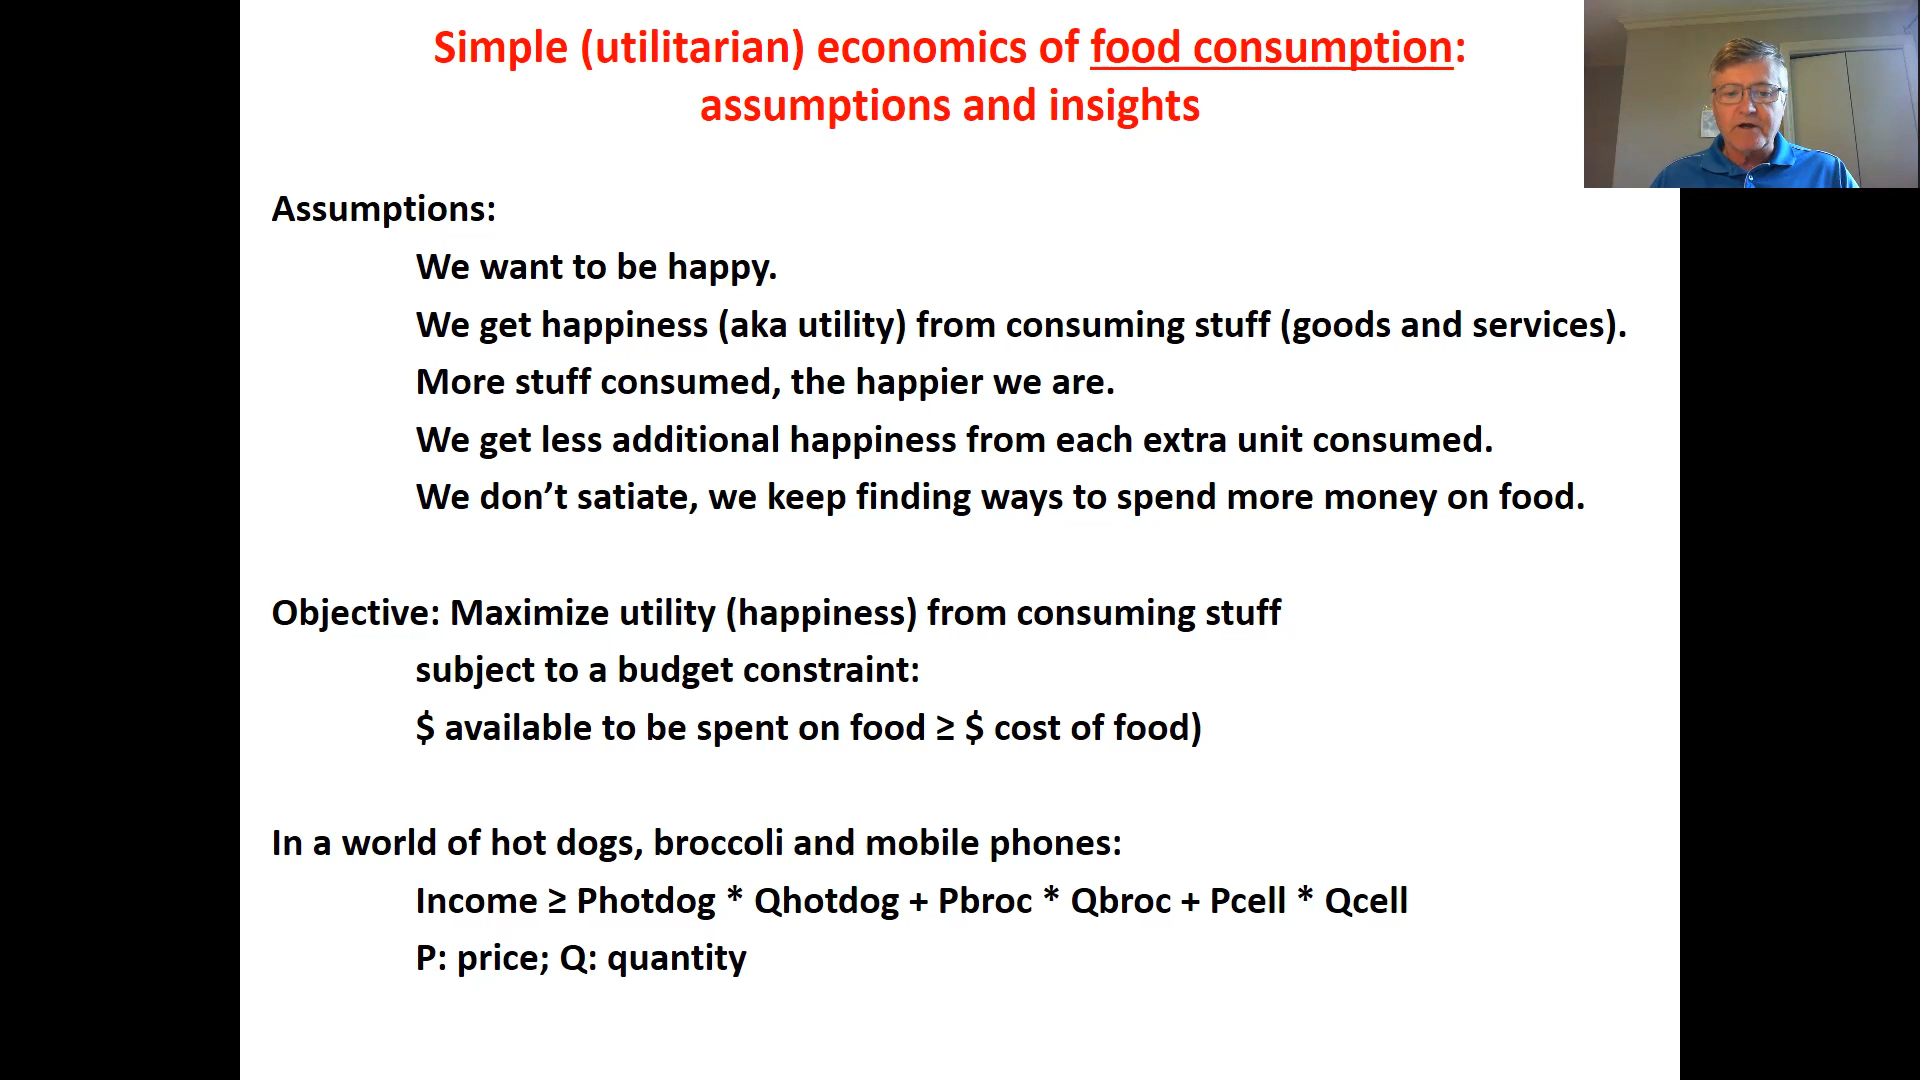 Simple (utilitarian) economics of food consumption:
assumptions and insights
Assumptions:
We want to be happy.
We get happiness (aka utility) from consuming stuff (goods and services).
More stuff consumed, the happier we are.
We get less additional happiness from each extra unit consumed.
We don’t satiate, we keep finding ways to spend more money on food.
Objective: Maximize utility (happiness) from consuming stuff
subject to a budget constraint:
$ available to be spent on food ≥ $ cost of food)
In a world of hot dogs, broccoli and mobile phones:
Income ≥ Photdog * Qhotdog + Pbroc * Qbroc + Pcell * Qcell
P: price; Q: quantity